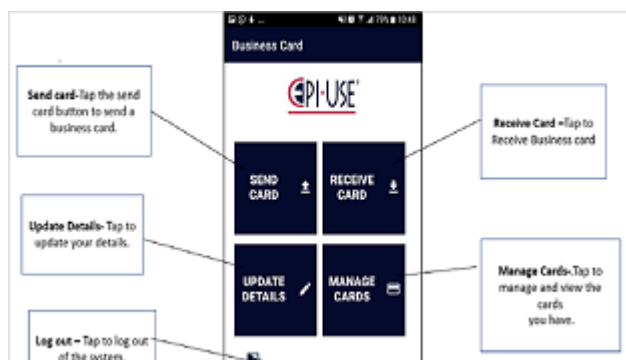 79% 10:48
Business Card
EPI-USE
Send card-Tap the send
card button to send a
business card.
Receive Card –Tap to
Receive Business card
SEND
CARD
RECEIVE
CARD
Update Details- Tap to
update your details.
UPDATE
DETAILS
MANAGE
CARDS
Manage Cards-.Tap to
manage and view the
cards
you have.
Log out – Tap to log out
of the system.